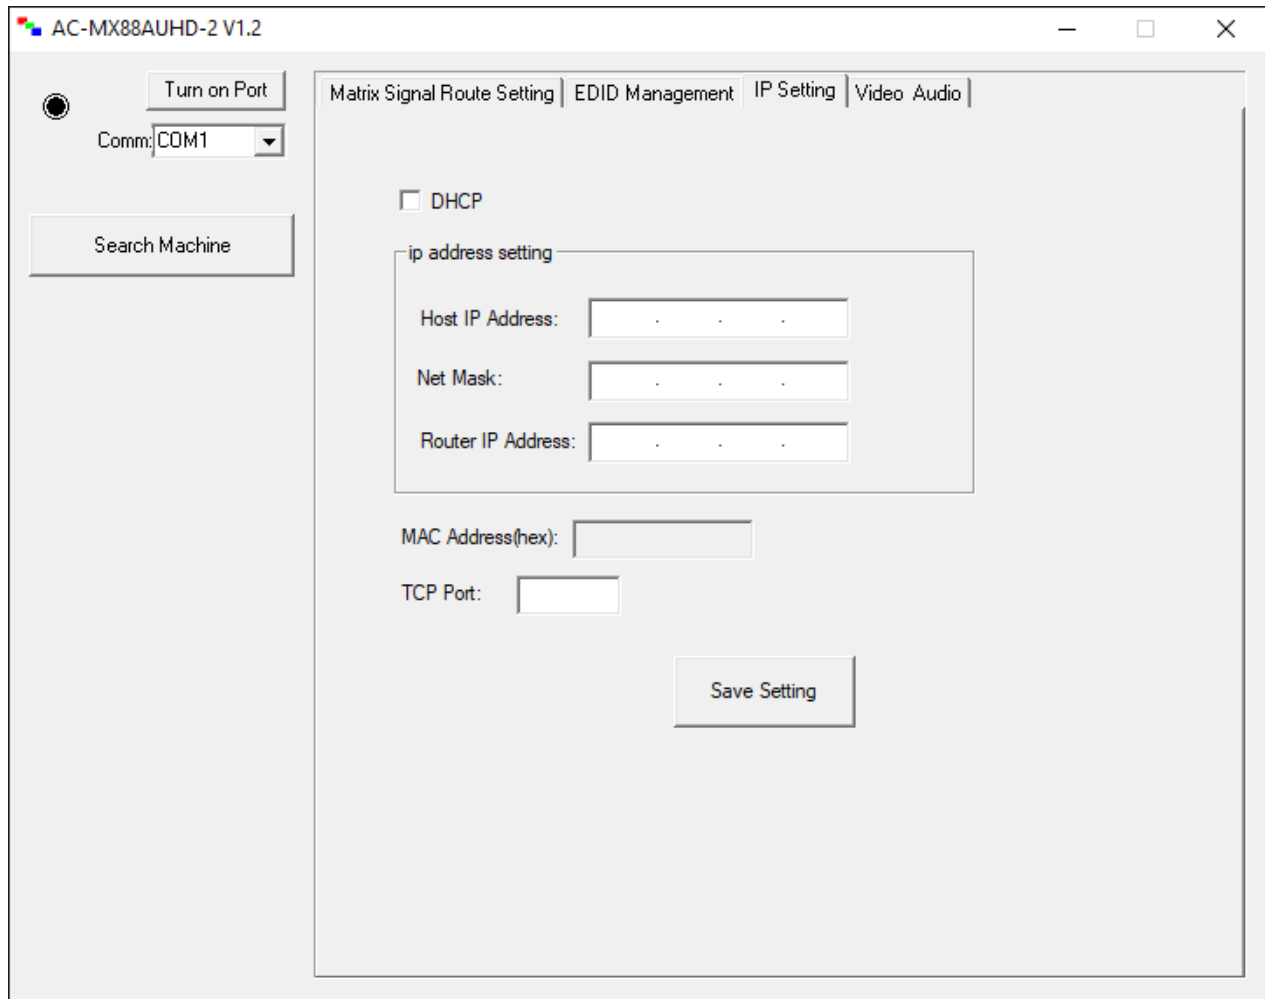 AC-MX88AUHD-2 V1.2
Turn on Port
Comm: COM1
Search Machine
Matrix Signal Route Setting EDID Management IP Setting Video Audio
DHCP
ip address setting
Host IP Address: . . .
Net Mask: . . .
Router IP Address: . . .
MAC Address(hex):
TCP Port:
Save Setting